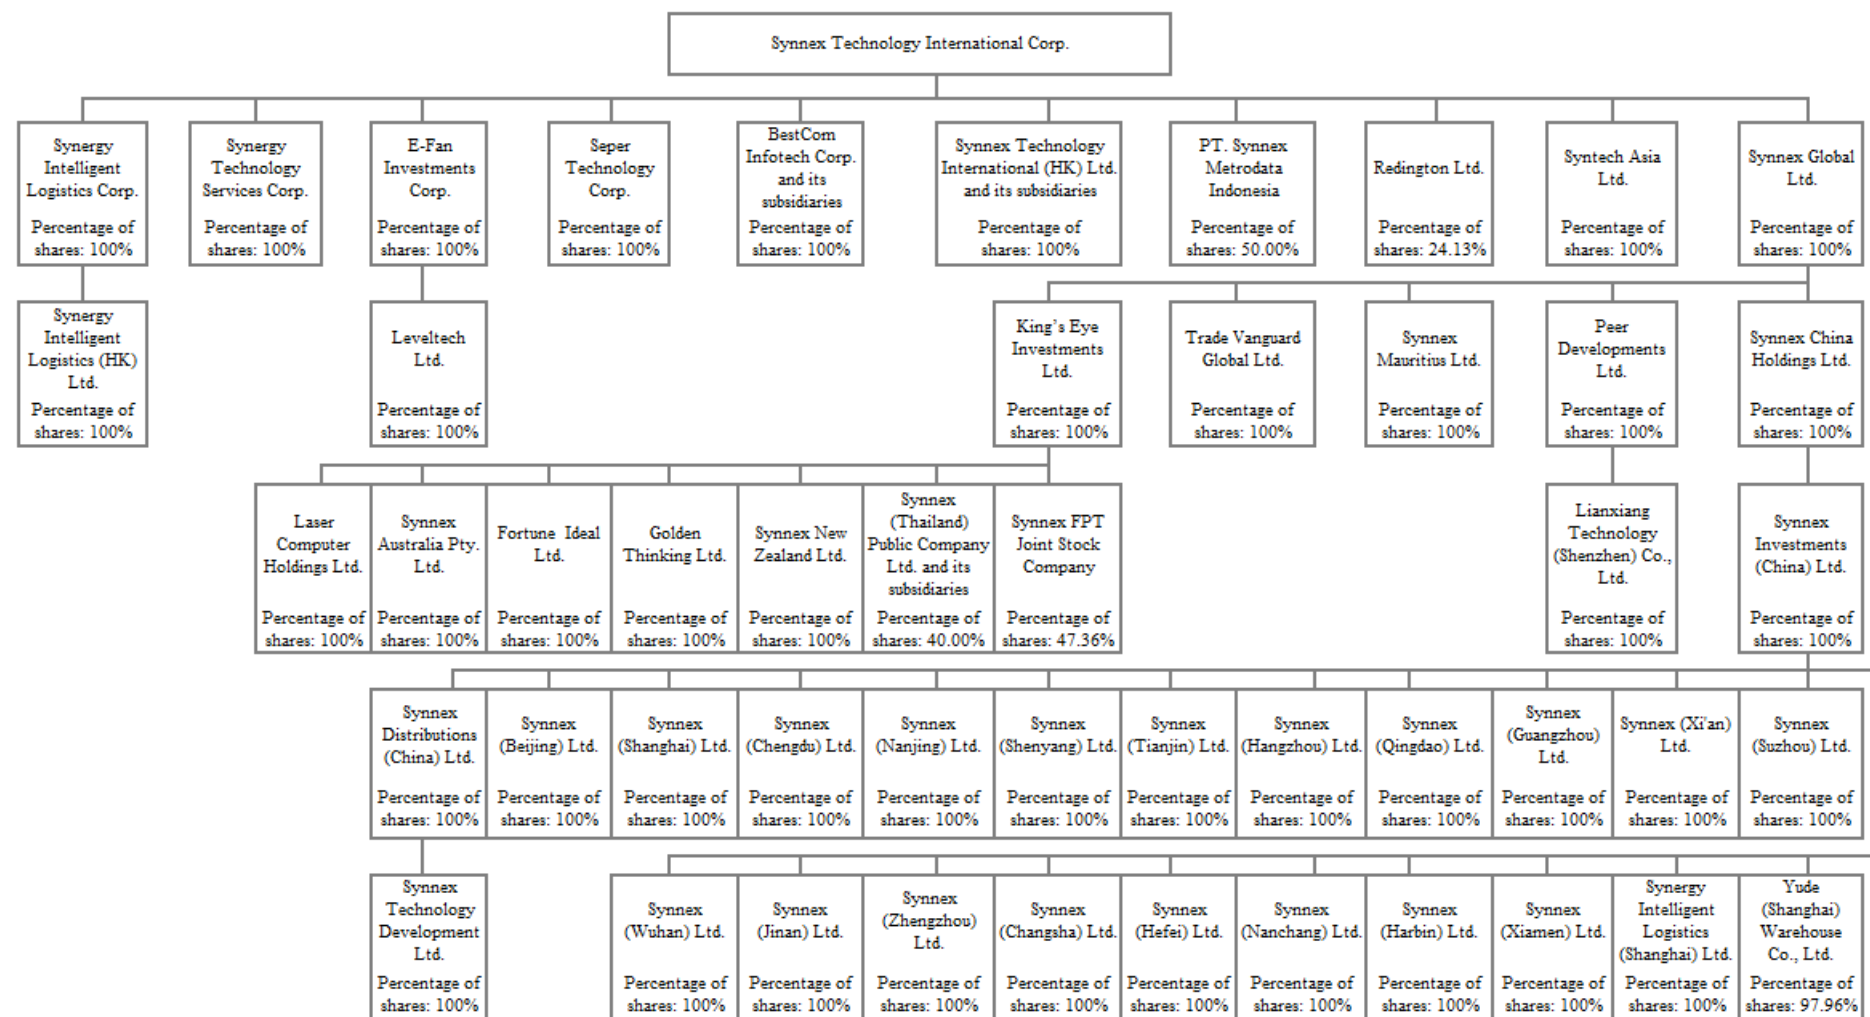 Synnex Technology International Corp.
Synergy
Intelligent
Logistics Corp.
Percentage of
shares: 100%
Synergy
Technology
Services Corp.
Percentage of
shares: 100%
E-Fan
Investments
Corp.
Percentage of
shares: 100%
Seper
Technology
Corp.
Percentage of
shares: 100%
BestCom
Infotech Corp.
and its
subsidiaries
Percentage of
shares: 100%
Synnex Technology
International (HK) Ltd.
and its subsidiaries
Percentage of
shares: 100%
PT. Synnex
Metrodata
Indonesia
Percentage of
shares: 50.00%
Redington Ltd.
Percentage of
shares: 24.13%
Syntech Asia
Ltd.
Percentage of
shares: 100%
Synnex Global
Ltd.
Percentage of
shares: 100%
Synergy
Intelligent
Logistics (HK)
Ltd.
Percentage of
shares: 100%
Leveltech
Ltd.
Percentage of
shares: 100%
King’s Eye
Investments
Ltd.
Percentage of
shares: 100%
Trade Vanguard
Global Ltd.
Percentage of
shares: 100%
Synnex
Mauritius Ltd.
Percentage of
shares: 100%
Peer
Developments
Ltd.
Percentage of
shares: 100%
Synnex China
Holdings Ltd.
Percentage of
shares: 100%
Laser
Computer
Holdings Ltd.
Percentage of
shares: 100%
Synnex
Australia Pty.
Ltd.
Percentage of
shares: 100%
Fortune Ideal
Ltd.
Percentage of
shares: 100%
Golden
Thinking Ltd.
Percentage of
shares: 100%
Synnex New
Zealand Ltd.
Percentage of
shares: 100%
Synnex
(Thailand)
Public Company
Ltd. and its
subsidiaries
Percentage of
shares: 40.00%
Synnex FPT
Joint Stock
Company
Percentage of
shares: 47.36%
Lianxiang
Technology
(Shenzhen) Co.,
Ltd.
Percentage of
shares: 100%
Synnex
Investments
(China) Ltd.
Percentage of
shares: 100%
Synnex
Distributions
(China) Ltd.
Percentage of
shares: 100%
Synnex
(Beijing) Ltd.
Percentage of
shares: 100%
Synnex
(Shanghai) Ltd.
Percentage of
shares: 100%
Synnex
(Chengdu) Ltd.
Percentage of
shares: 100%
Synnex
(Nanjing) Ltd.
Percentage of
shares: 100%
Synnex
(Shenyang) Ltd.
Percentage of
shares: 100%
Synnex
(Tianjin) Ltd.
Percentage of
shares: 100%
Synnex
(Hangzhou) Ltd.
Percentage of
shares: 100%
Synnex
(Qingdao) Ltd.
Percentage of
shares: 100%
Synnex
(Guangzhou)
Ltd.
Percentage of
shares: 100%
Synnex (Xi'an)
Ltd.
Percentage of
shares: 100%
Synnex
(Suzhou) Ltd.
Percentage of
shares: 100%
Synnex
Technology
Development
Ltd.
Percentage of
shares: 100%
Synnex
(Wuhan) Ltd.
Percentage of
shares: 100%
Synnex
(Jinan) Ltd.
Percentage of
shares: 100%
Synnex
(Zhengzhou)
Ltd.
Percentage of
shares: 100%
Synnex
(Changsha) Ltd.
Percentage of
shares: 100%
Synnex
(Hefei) Ltd.
Percentage of
shares: 100%
Synnex
(Nanchang) Ltd.
Percentage of
shares: 100%
Synnex
(Harbin) Ltd.
Percentage of
shares: 100%
Synnex
(Xiamen) Ltd.
Percentage of
shares: 100%
Synergy
Intelligent
Logistics
(Shanghai) Ltd.
Percentage of
shares: 100%
Yude
(Shanghai)
Warehouse
Co., Ltd.
Percentage of
shares: 97.96%